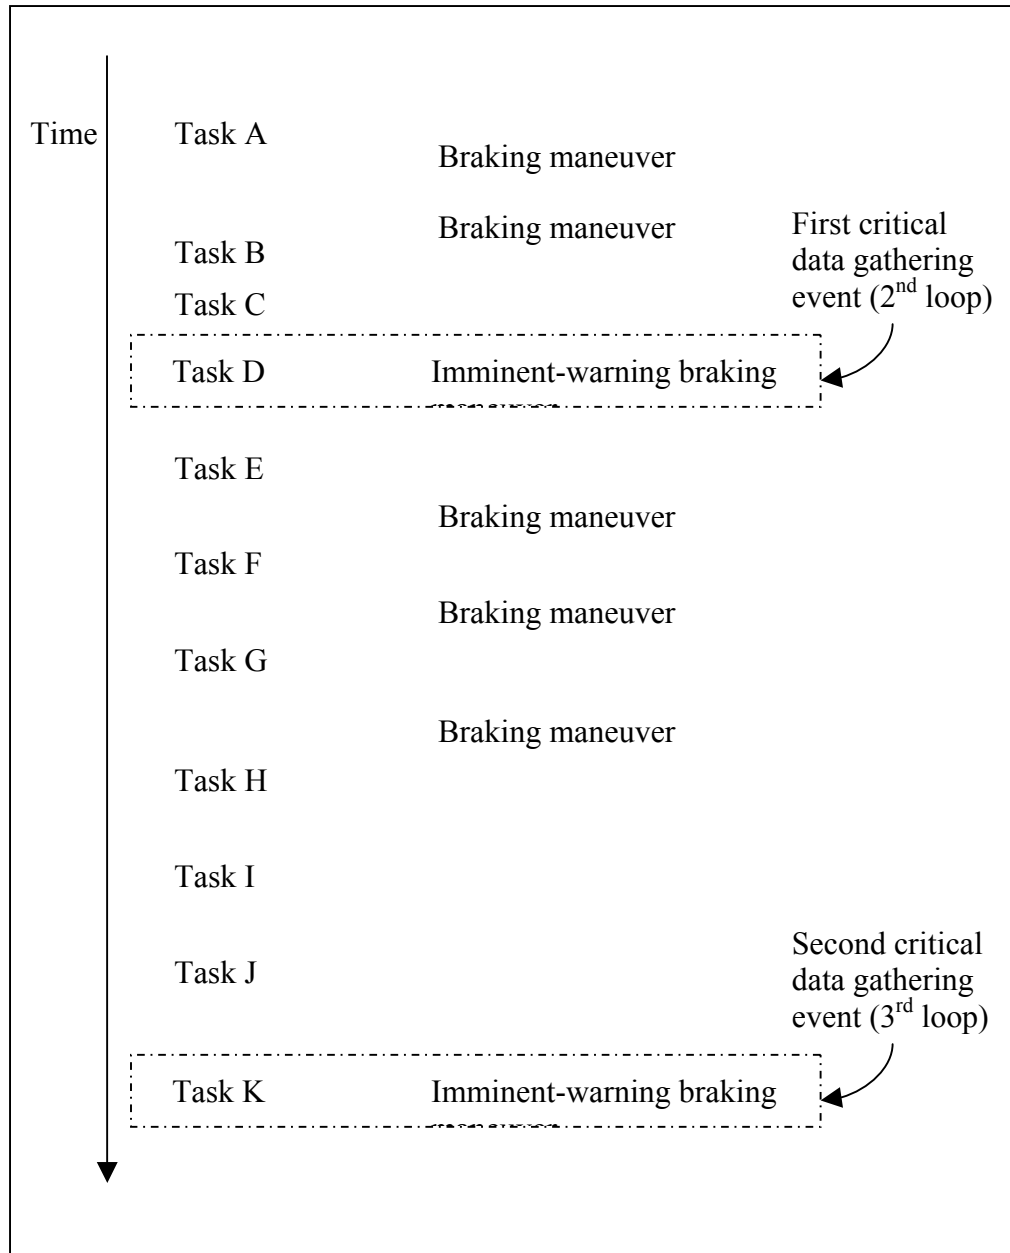 Time
Task A
Braking maneuver
Braking maneuver
Task B
Task C
First critical
data gathering
event (2nd loop)
Task D
Imminent-warning braking
Task E
Braking maneuver
Task F
Braking maneuver
Task G
Braking maneuver
Task H
Task I
Task J
Second critical
data gathering
event (3rd loop)
Task K
Imminent-warning braking